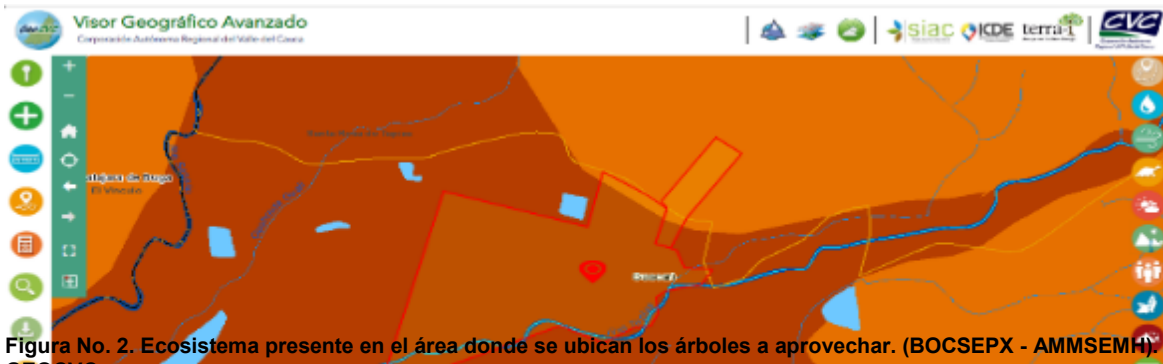 Visor Geográfico Avanzado
Corporación Autónoma Regional del Valle del Cauca
siac
ICDE
terra-i
CVC
El Vínculo
Figura No. 2. Ecosistema presente en el área donde se ubican los árboles a aprovechar. (BOCSEPX - AMMSEMH)